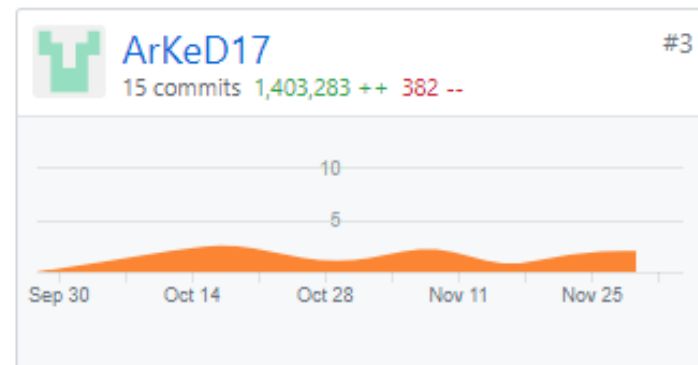 ArKeD17 #3
15 commits 1,403,283 ++ 382 --
10
5
Sep 30 Oct 14 Oct 28 Nov 11 Nov 25